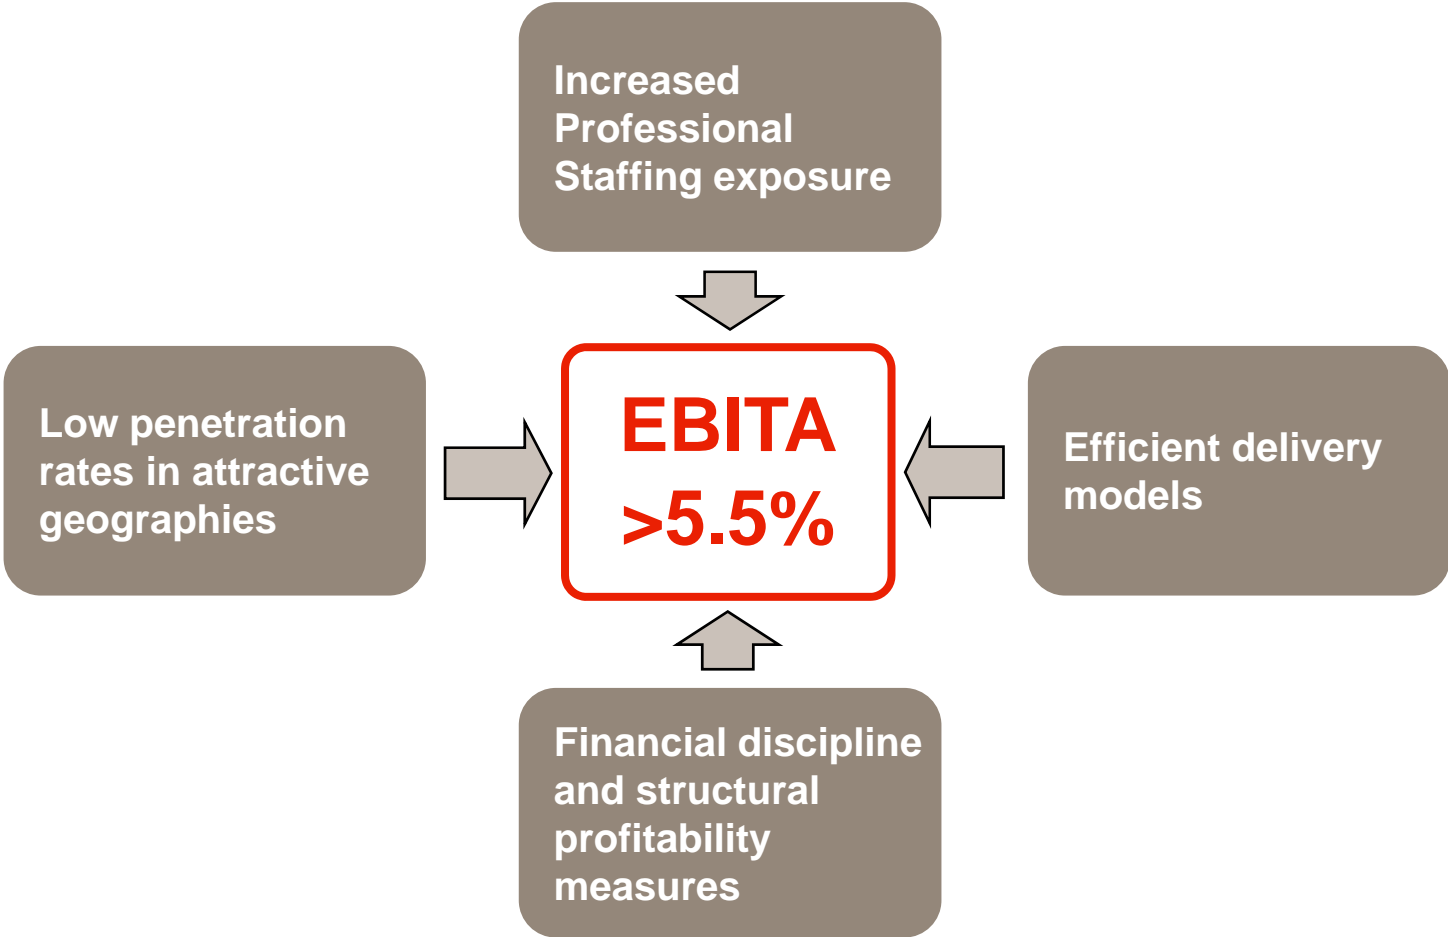 Increased
Professional
Staffing exposure
Low penetration
rates in attractive
geographies
EBITA
>5.5%
Efficient delivery
models
Financial discipline
and structural
profitability
measures